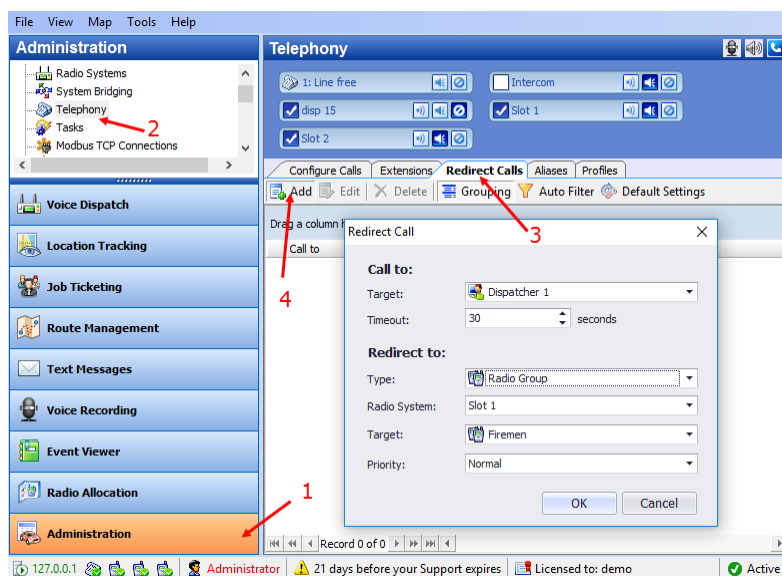 File View Map Tools Help
Administration
Radio Systems
System Bridging
Telephony
Tasks
Modbus TCP Connections
2
Voice Dispatch
Location Tracking
Job Ticketing
Route Management
Text Messages
Voice Recording
Event Viewer
Radio Allocation
1
Administration
Telephony
1: Line free
Intercom
disp 15
Slot 1
Slot 2
Configure Calls Extensions Redirect Calls Aliases Profiles
Add Edit Delete Grouping Auto Filter Default Settings
3
Drag a column
Call to
4
Redirect Call
Call to:
Target: Dispatcher 1
Timeout: 30 seconds
Redirect to:
Type: Radio Group
Radio System: Slot 1
Target: Firemen
Priority: Normal
OK Cancel
Record 0 of 0
127.0.0.1 Administrator 21 days before your Support expires Licensed to: demo Active